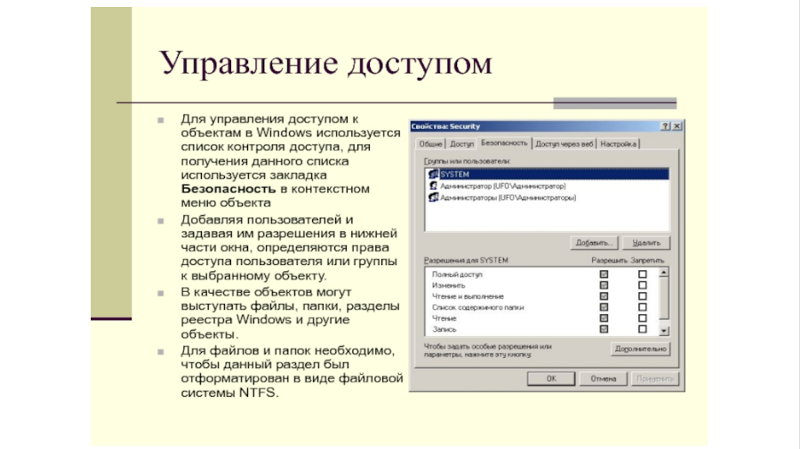 Управление доступом
Для управления доступом к
объектам в Windows используется
список контроля доступа, для
получения данного списка
используется закладка
Безопасность в контекстном
меню объекта
Добавляя пользователей и
задавая им разрешения в нижней
части окна, определяются права
доступа пользователя или группы
к выбранному объекту.
В качестве объектов могут
выступать файлы, папки, разделы
реестра Windows и другие
объекты.
Для файлов и папок необходимо,
чтобы данный раздел был
отформатирован в виде файловой
системы NTFS.
Свойства: Security
Общие Доступ Безопасность Доступ через веб Настройка
Группы или пользователи:
SYSTEM
Администратор (UFO\Администратор)
Администраторы (UFO\Администраторы)
Добавить... Удалить
Разрешения для SYSTEM Разрешить Запретить
Полный доступ
Изменить
Чтение и выполнение
Список содержимого папки
Чтение
Запись
Чтобы задать особые разрешения или
параметры, нажмите эту кнопку.
Дополнительно
OK Отмена Применить